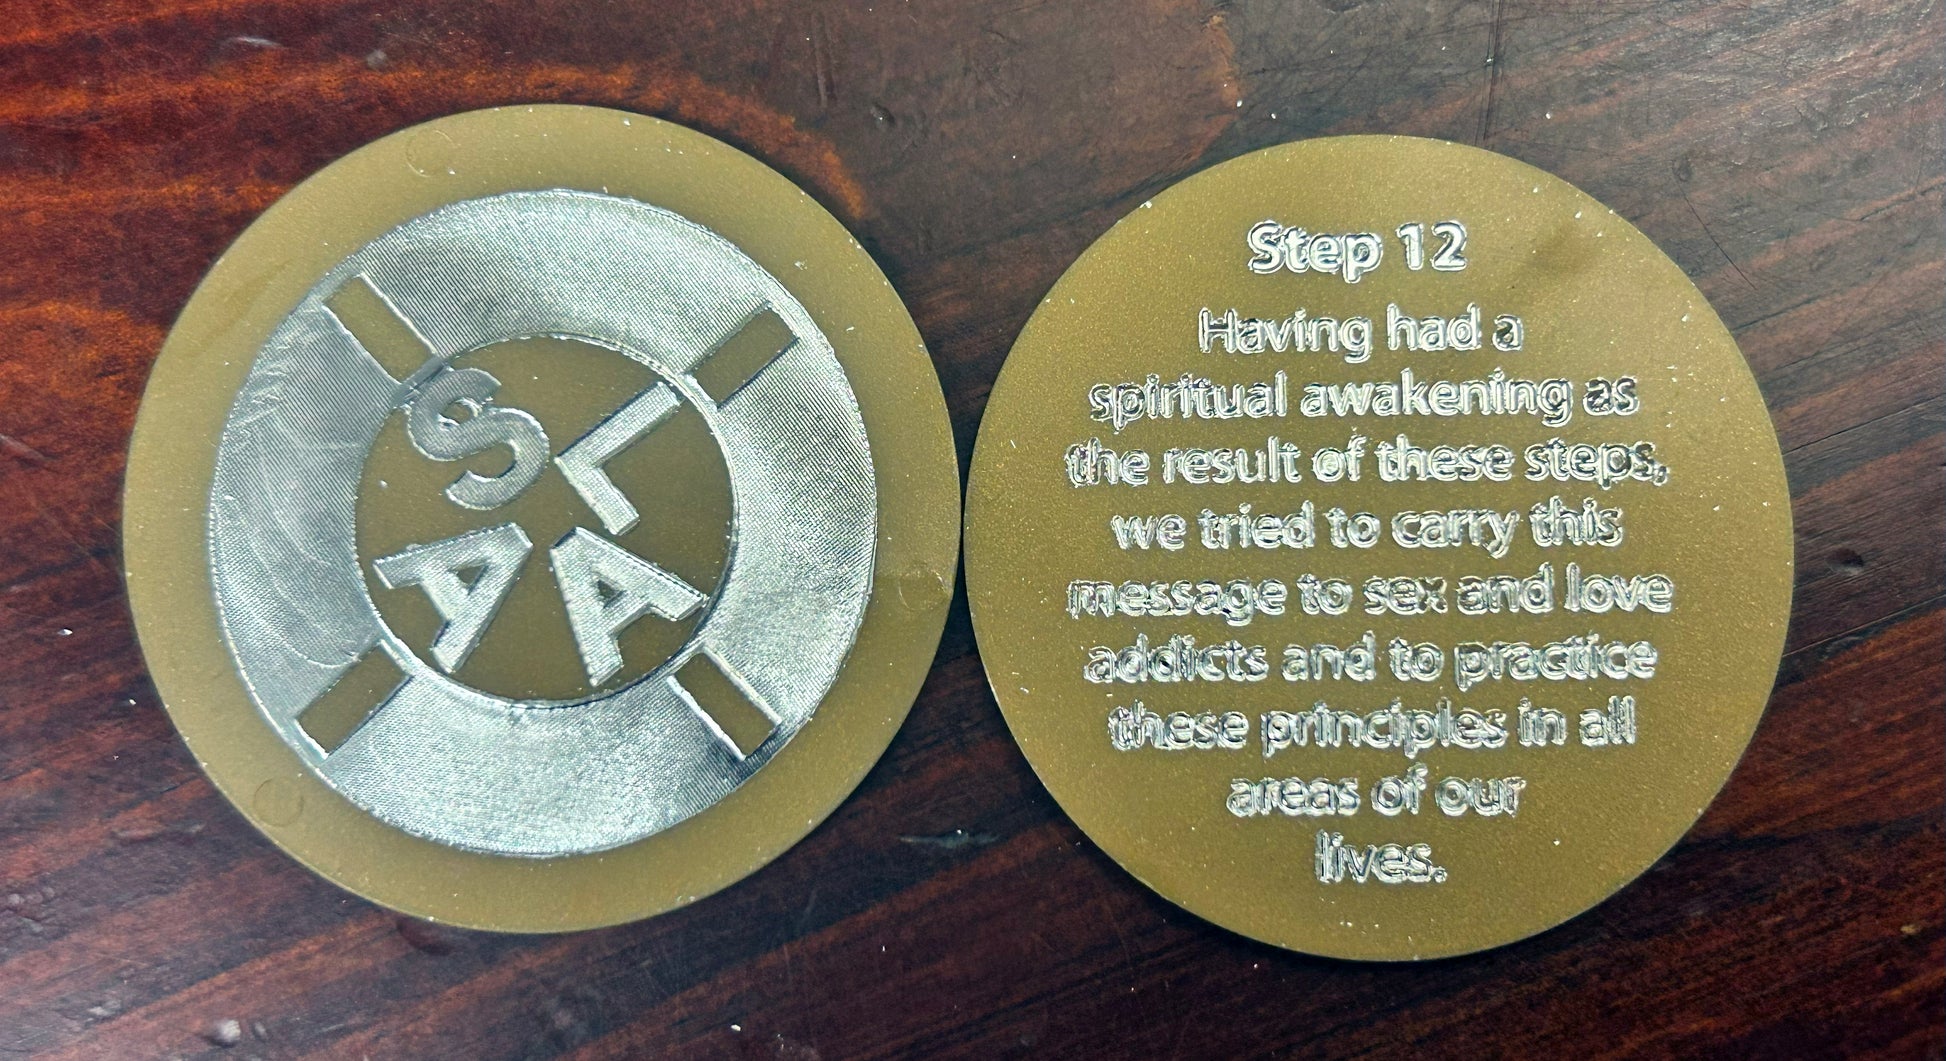 SL
AA
Step 12
Having had a
spiritual awakening as
the result of these steps,
we tried to carry this
message to sex and love
addicts and to practice
these principles in all
areas of our
lives.